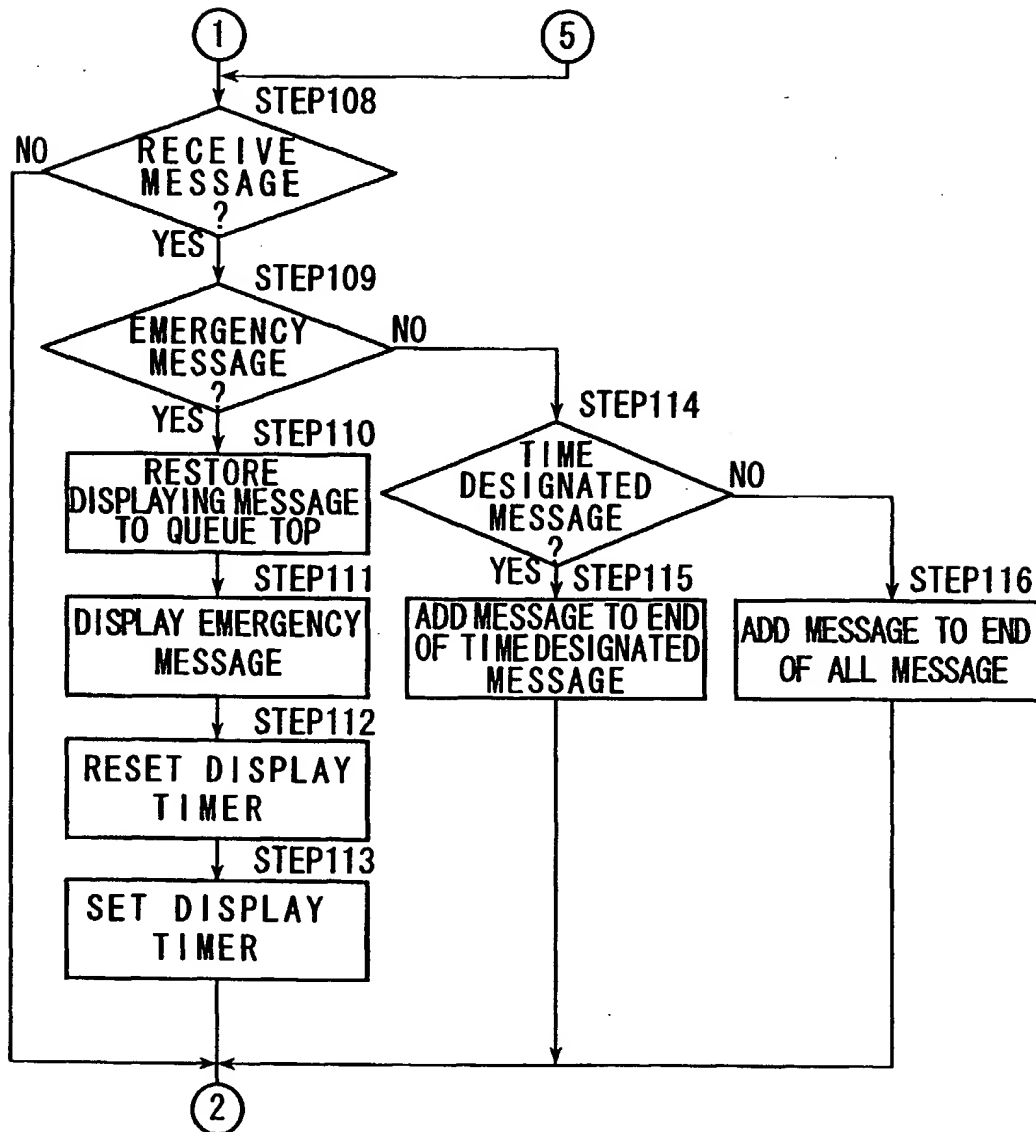 1
5
STEP108
NO
RECEIVE
MESSAGE
?
YES
STEP109
EMERGENCY
MESSAGE
?
NO
YES
STEP110
RESTORE
DISPLAYING MESSAGE
TO QUEUE TOP
STEP111
DISPLAY EMERGENCY
MESSAGE
STEP112
RESET DISPLAY
TIMER
STEP113
SET DISPLAY
TIMER
STEP114
TIME
DESIGNATED
MESSAGE
?
NO
YES
STEP115
ADD MESSAGE TO END
OF TIME DESIGNATED
MESSAGE
STEP116
ADD MESSAGE TO END
OF ALL MESSAGE
2